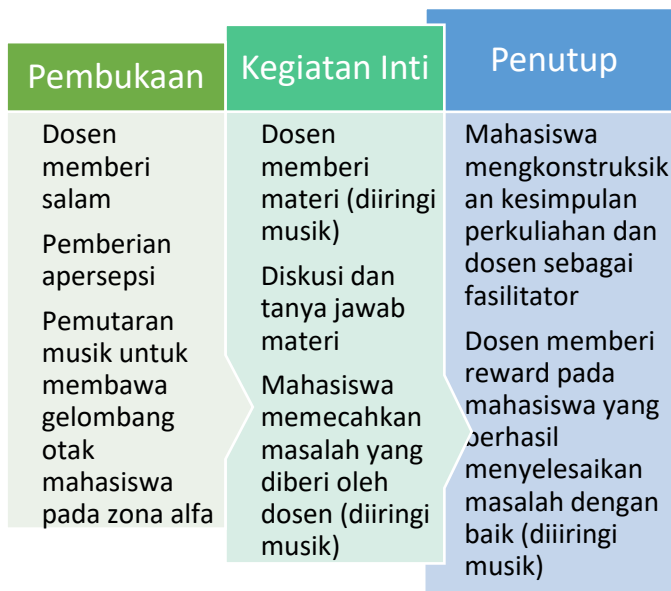 Pembukaan
Dosen
memberi
salam
Pemberian
apersepsi
Pemutaran
musik untuk
membawa
gelombang
otak
mahasiswa
pada zona alfa
Kegiatan Inti
Dosen
memberi
materi (diiringi
musik)
Diskusi dan
tanya jawab
materi
Mahasiswa
memecahkan
masalah yang
diberi oleh
dosen (diiringi
musik)
Penutup
Mahasiswa
mengkonstruksik
an kesimpulan
perkuliahan dan
dosen sebagai
fasilitator
Dosen memberi
reward pada
mahasiswa yang
berhasil
menyelesaikan
masalah dengan
baik (diiiringi
musik)